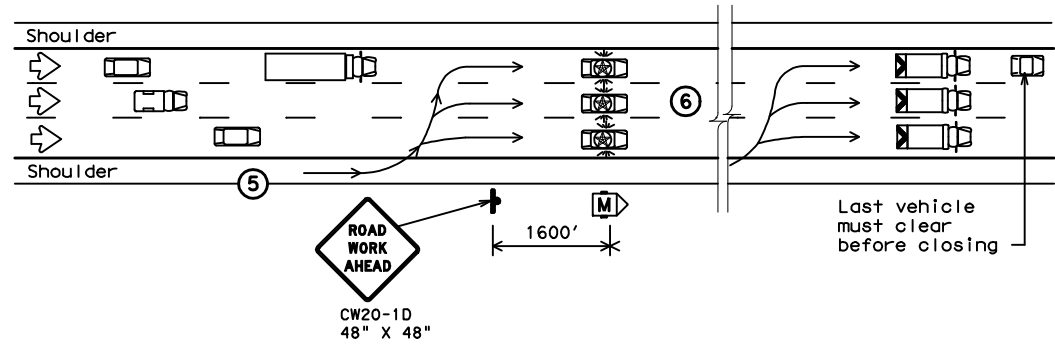 Shoulder
6
Shoulder
5
M
1600'
ROAD
WORK
AHEAD
CW20-1D
48" X 48"
Last vehicle
must clear
before closing